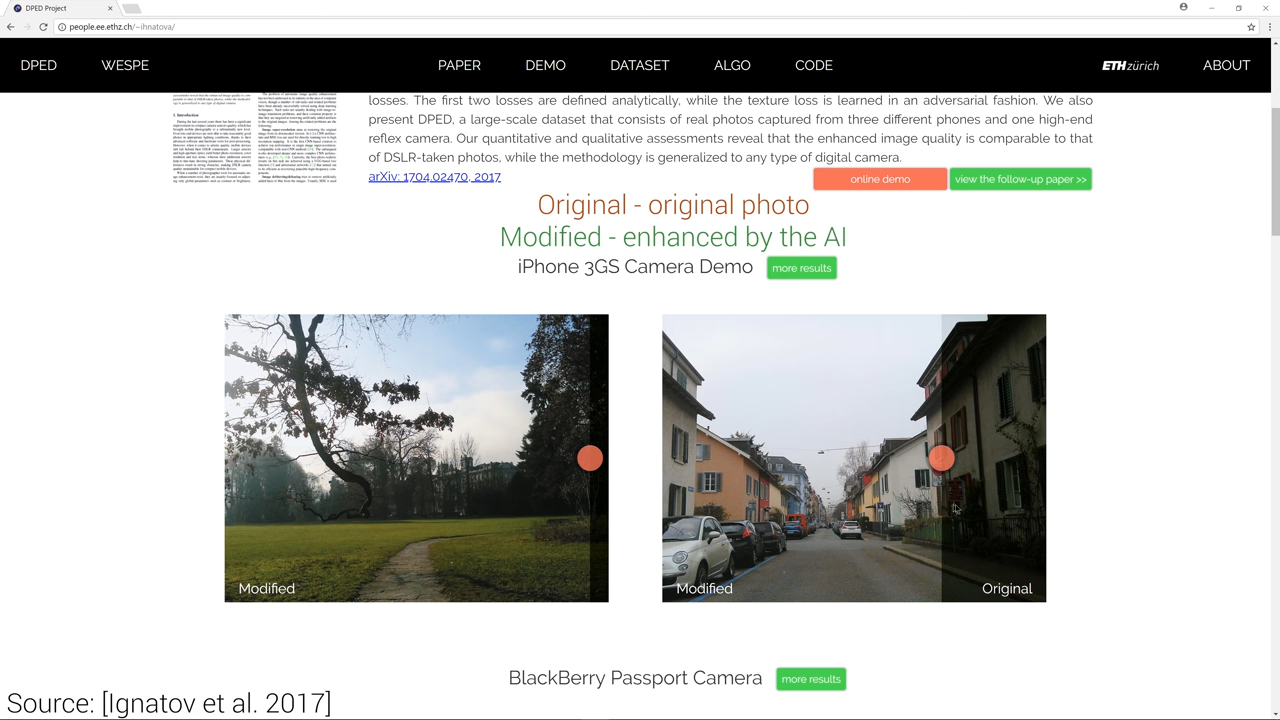 DPED Project
people.ee.ethz.ch/~ihnatova/
DPED WESPE PAPER DEMO DATASET ALGO CODE ETH zürich ABOUT
losses. The first two losses are defined analytically, while the texture loss is learned in an adversarial fashion. We also
present DPED, a large-scale dataset that consists of real photos captured from three different phones and one high-end
reflex camera. Our quantitative and qualitative assessments reveal that the enhanced image quality is comparable to that
of DSLR-taken photos, while the methodology is generalized to any type of digital camera.
arXiv: 1704.02470, 2017
online demo view the follow-up paper >>
Original - original photo
Modified - enhanced by the AI
iPhone 3GS Camera Demo more results
Modified
Modified Original
BlackBerry Passport Camera more results
Source: [Ignatov et al. 2017]